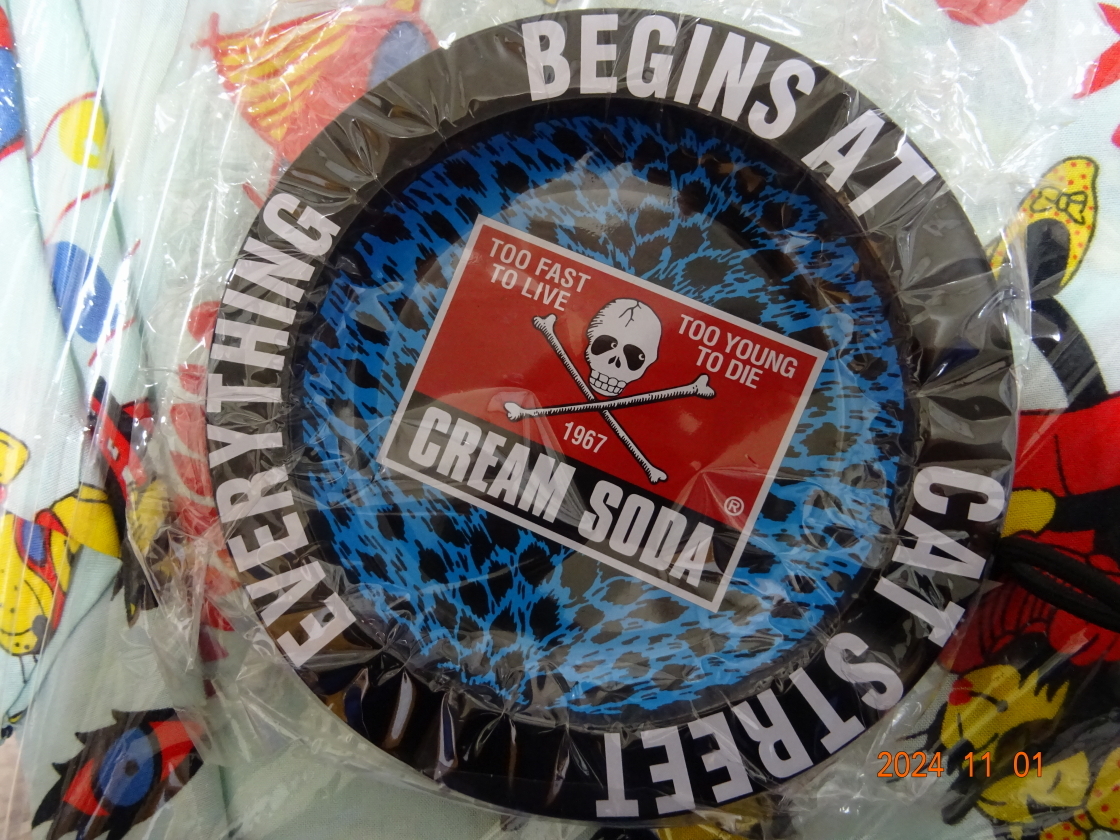 EVERYTHING BEGINS AT CAT STREET
TOO FAST
TO LIVE
TOO YOUNG
TO DIE
1967
CREAM SODA
®
2024 11 01